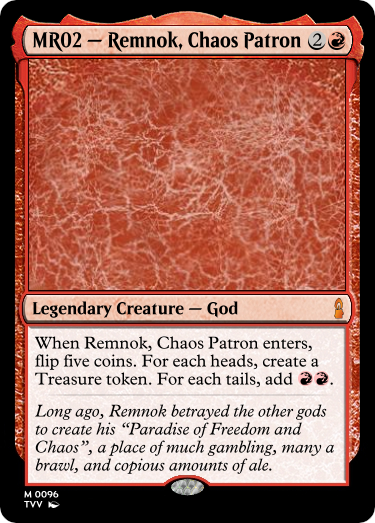 MR02 — Remnok, Chaos Patron 2
Legendary Creature — God
When Remnok, Chaos Patron enters,
flip five coins. For each heads, create a
Treasure token. For each tails, add .
Long ago, Remnok betrayed the other gods
to create his “Paradise of Freedom and
Chaos”, a place of much gambling, many a
brawl, and copious amounts of ale.
M 0096
TVV